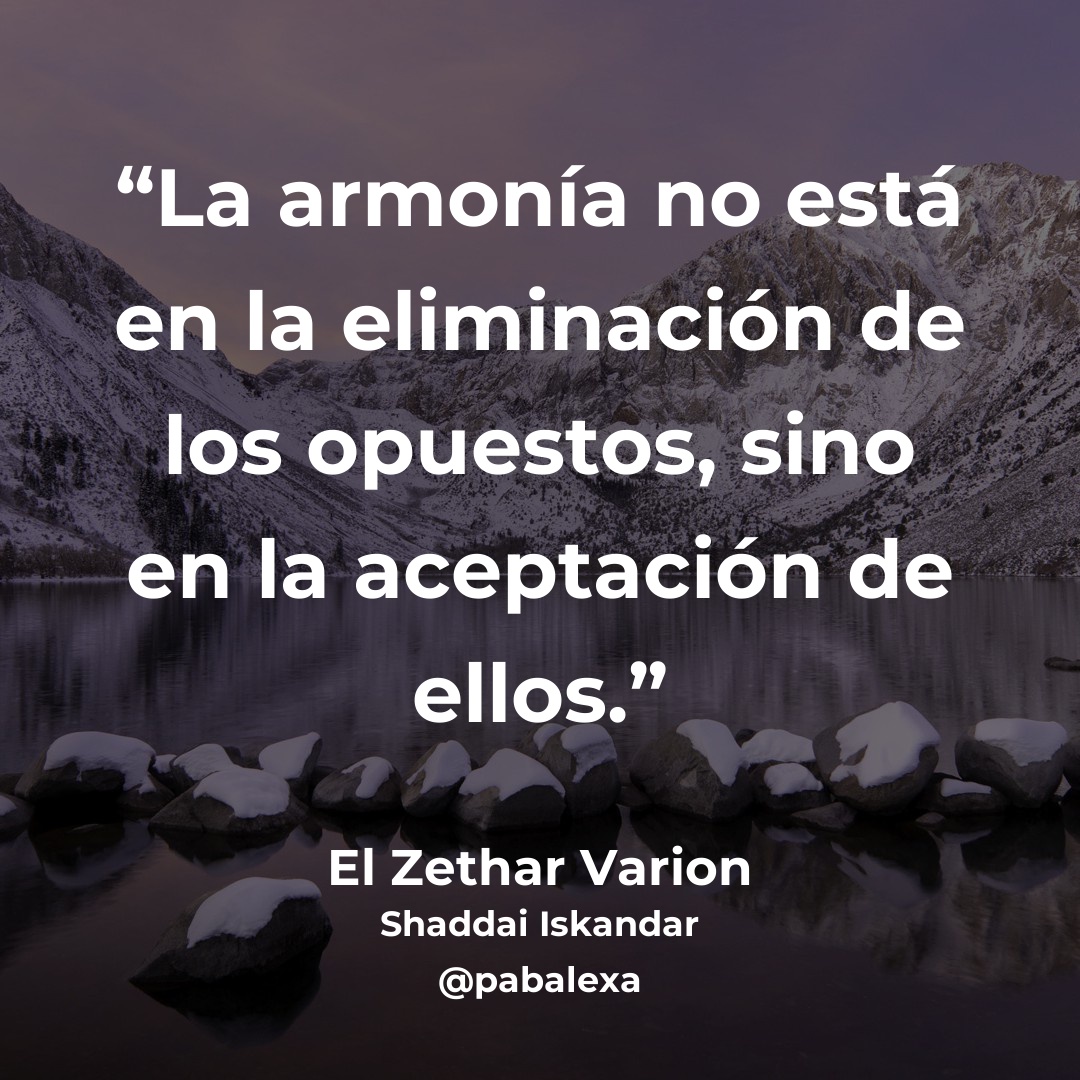 “La armonía no está
en la eliminación de
los opuestos, sino
en la aceptación de
ellos.”
El Zethar Varion
Shaddai Iskandar
@pabalexa